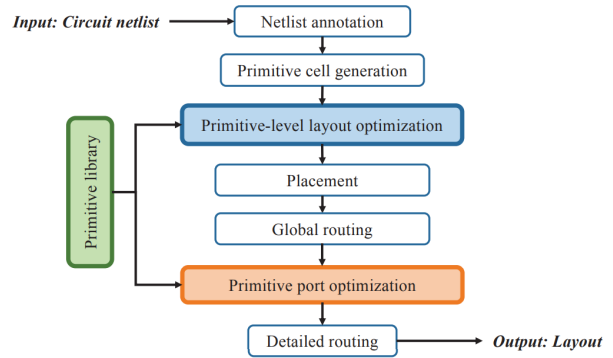 Input: Circuit netlist
Netlist annotation
Primitive cell generation
Primitive-level layout optimization
Primitive library
Placement
Global routing
Primitive port optimization
Detailed routing
Output: Layout